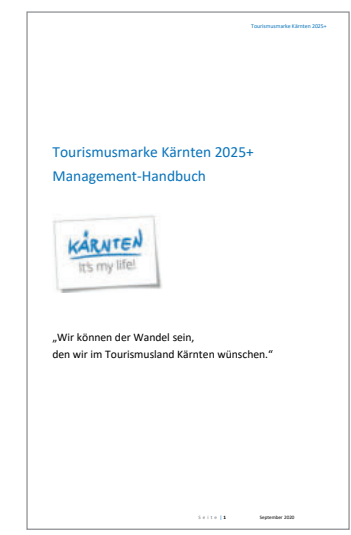 Tourismusmarke Kärnten 2025+
Tourismusmarke Kärnten 2025+
Management-Handbuch
KÄRNTEN
It's my life!
„Wir können der Wandel sein,
den wir im Tourismusland Kärnten wünschen.“
Seite | 1 September 2020